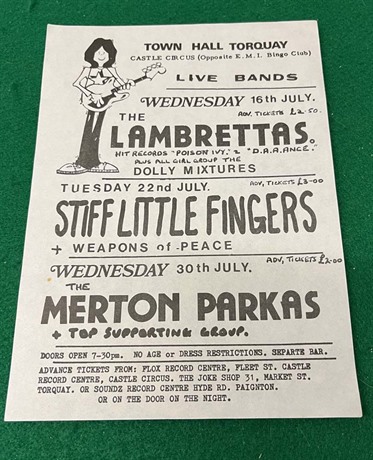 TOWN HALL TORQUAY
CASTLE CIRCUS (Opposite E.M.I. Bingo Club)
LIVE BANDS
WEDNESDAY 16TH JULY.
ADV, TICKETS £2.50.
THE
LAMBRETTAS.
HIT RECORDS "POISON IVY," & "D.A.A.ANCE."
PLUS ALL GIRL GROUP THE
DOLLY MIXTURES
TUESDAY 22nd JULY.
ADV, TICKETS £3-00
STIFF LITTLE FINGERS
+ WEAPONS of -PEACE
ADV, TICKETS £2-00
WEDNESDAY 30TH JULY.
THE
MERTON PARKAS
+ TOP SUPPORTING GROUP.
DOORS OPEN 7-30pm. NO AGE or DRESS RESTRICTIONS. SEPARTE BAR.
ADVANCE TICKETS FROM: FLOX RECORD CENTRE, FLEET ST. CASTLE
RECORD CENTRE, CASTLE CIRCUS. THE JOKE SHOP 31, MARKET ST.
TORQUAY. OR SOUNDZ RECORD CENTRE HYDE RD. PAIGNTON.
OR ON THE DOOR ON THE NIGHT.